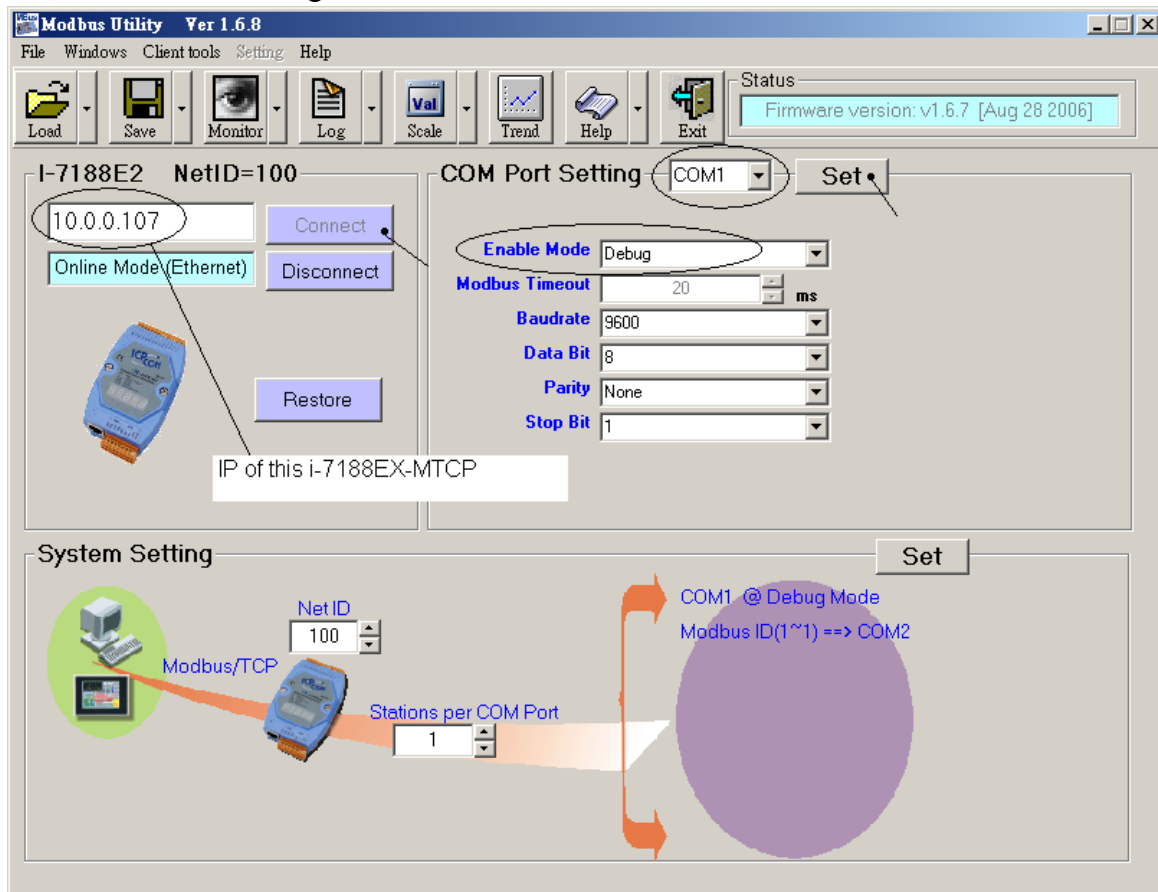 Modbus Utility Ver 1.6.8
File Windows Client tools Setting Help
Load Save Monitor Log Val Scale Trend Help Exit
Status
Firmware version: v1.6.7 [Aug 28 2006]
I-7188E2 NetID=100
10.0.0.107
Connect
Online Mode (Ethernet)
Disconnect
Restore
IP of this i-7188EX-MTCP
COM Port Setting COM1 Set
Enable Mode Debug
Modbus Timeout 20 ms
Baudrate 9600
Data Bit 8
Parity None
Stop Bit 1
System Setting
Set
Net ID
100
Modbus/TCP
Stations per COM Port
1
COM1 @ Debug Mode
Modbus ID(1~1) ==> COM2